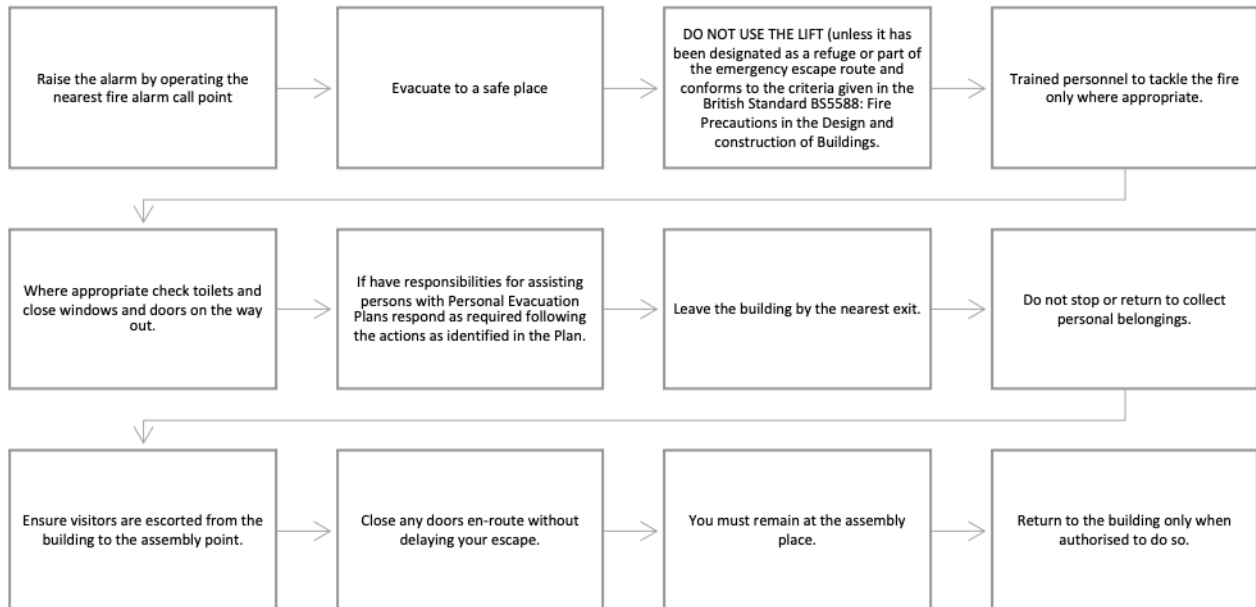 Raise the alarm by operating the
nearest fire alarm call point
Evacuate to a safe place
DO NOT USE THE LIFT (unless it has
been designated as a refuge or part of
the emergency escape route and
conforms to the criteria given in the
British Standard BS5588: Fire
Precautions in the Design and
construction of Buildings.
Trained personnel to tackle the fire
only where appropriate.
Where appropriate check toilets and
close windows and doors on the way
out.
If have responsibilities for assisting
persons with Personal Evacuation
Plans respond as required following
the actions as identified in the Plan.
Leave the building by the nearest exit.
Do not stop or return to collect
personal belongings.
Ensure visitors are escorted from the
building to the assembly point.
Close any doors en-route without
delaying your escape.
You must remain at the assembly
place.
Return to the building only when
authorised to do so.